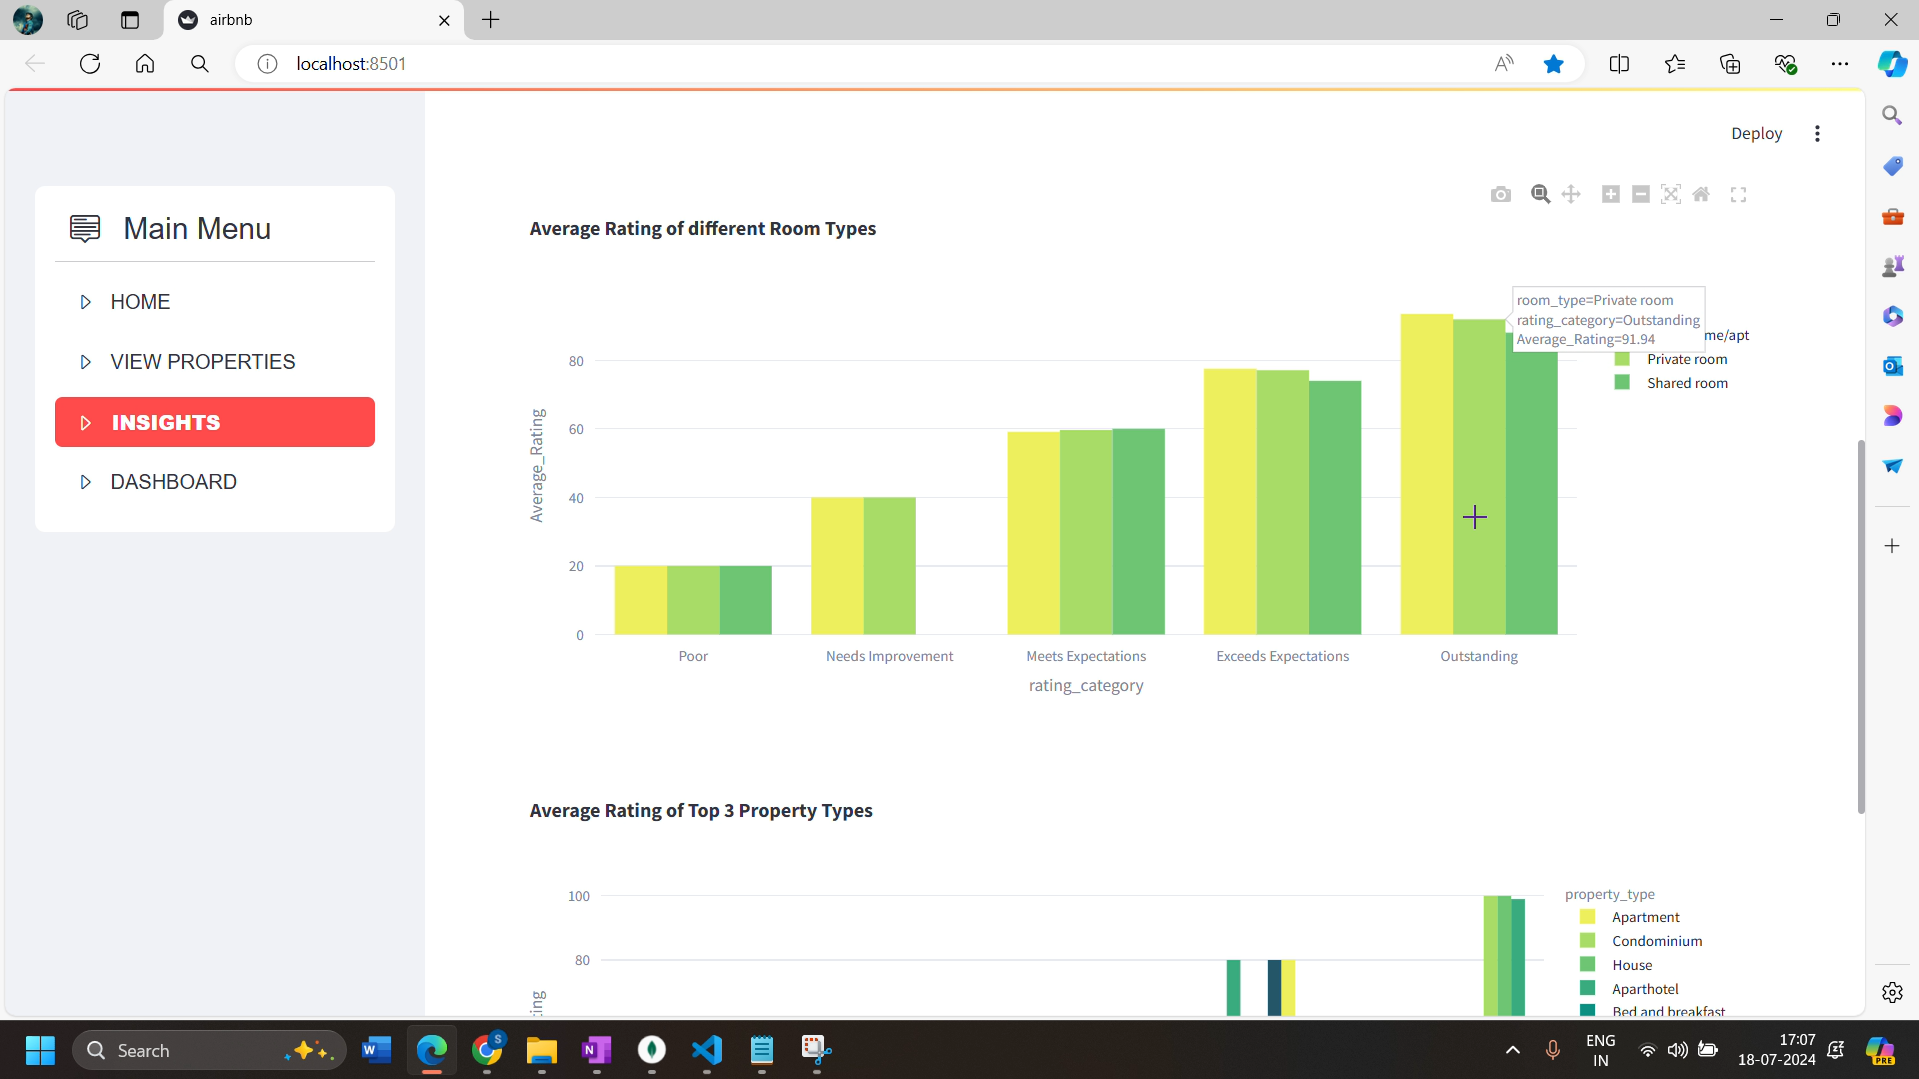 airbnb
localhost:8501
Deploy
Main Menu
HOME
VIEW PROPERTIES
INSIGHTS
DASHBOARD
Average Rating of different Room Types
room_type=Private room
rating_category=Outstanding
Average_Rating=91.94
me/apt
Private room
Shared room
80
60
40
20
0
Average_Rating
Poor
Needs Improvement
Meets Expectations
Exceeds Expectations
Outstanding
rating_category
Average Rating of Top 3 Property Types
100
80
ting
property_type
Apartment
Condominium
House
Aparthotel
Bed and breakfast
Search
S
ENG
IN
17:07
18-07-2024
PRE